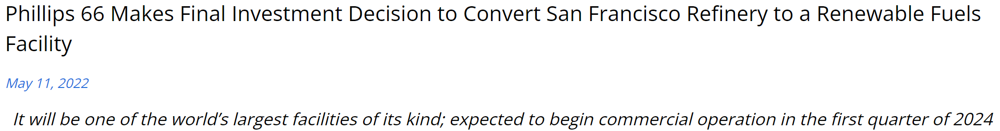 Phillips 66 Makes Final Investment Decision to Convert San Francisco Refinery to a Renewable Fuels
Facility
May 11, 2022
It will be one of the world’s largest facilities of its kind; expected to begin commercial operation in the first quarter of 2024